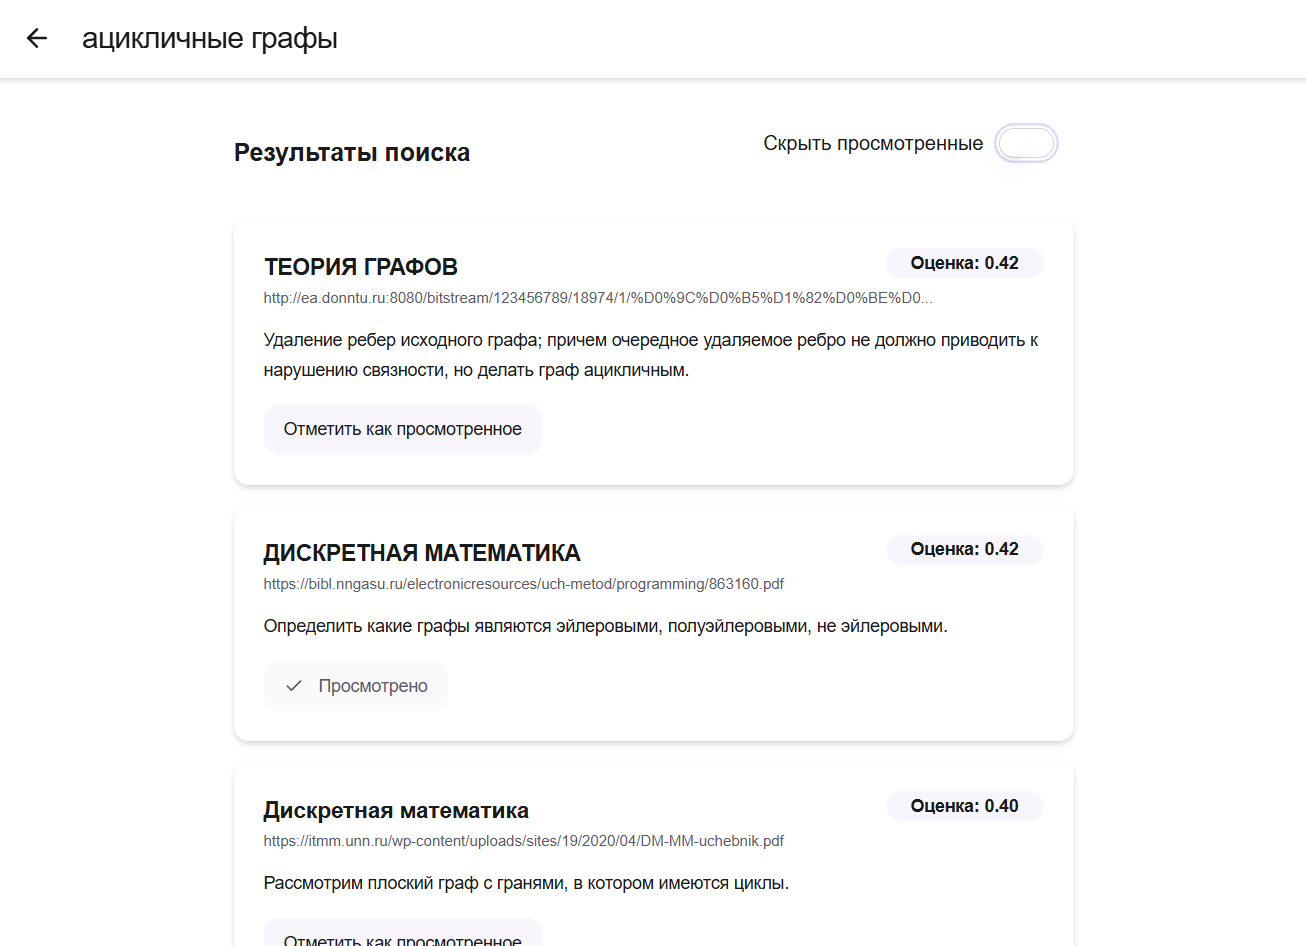 ацикличные графы
Результаты поиска
Скрыть просмотренные
ТЕОРИЯ ГРАФОВ
Оценка: 0.42
http://ea.donntu.ru:8080/bitstream/123456789/18974/1/%D0%9C%D0%B5%D1%82%D0%BE%D0...
Удаление ребер исходного графа; причем очередное удаляемое ребро не должно приводить к
нарушению связности, но делать граф ацикличным.
Отметить как просмотренное
ДИСКРЕТНАЯ МАТЕМАТИКА
Оценка: 0.42
https://bibl.nngasu.ru/electronicresources/uch-metod/programming/863160.pdf
Определить какие графы являются эйлеровыми, полуэйлеровыми, не эйлеровыми.
Просмотрено
Дискретная математика
Оценка: 0.40
https://itmm.unn.ru/wp-content/uploads/sites/19/2020/04/DM-MM-uchebnik.pdf
Рассмотрим плоский граф с гранями, в котором имеются циклы.
Отметить как просмотренное